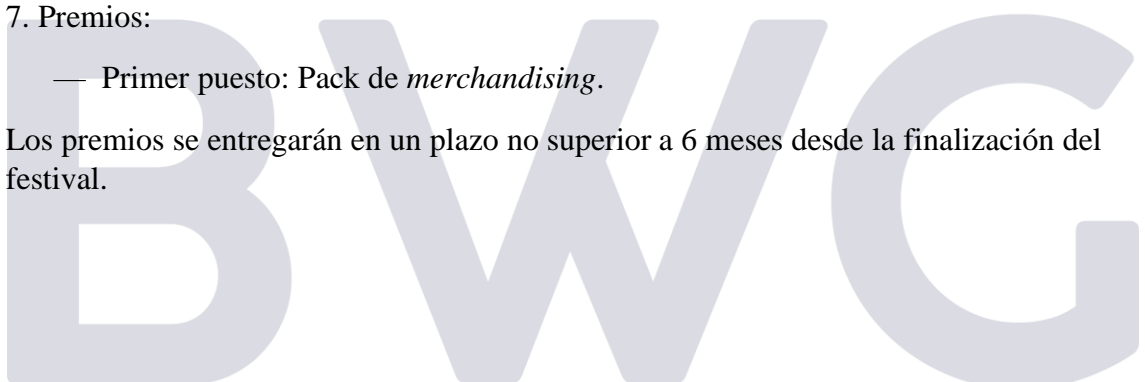 7. Premios:
— Primer puesto: Pack de merchandising.
Los premios se entregarán en un plazo no superior a 6 meses desde la finalización del
festival.
BWG